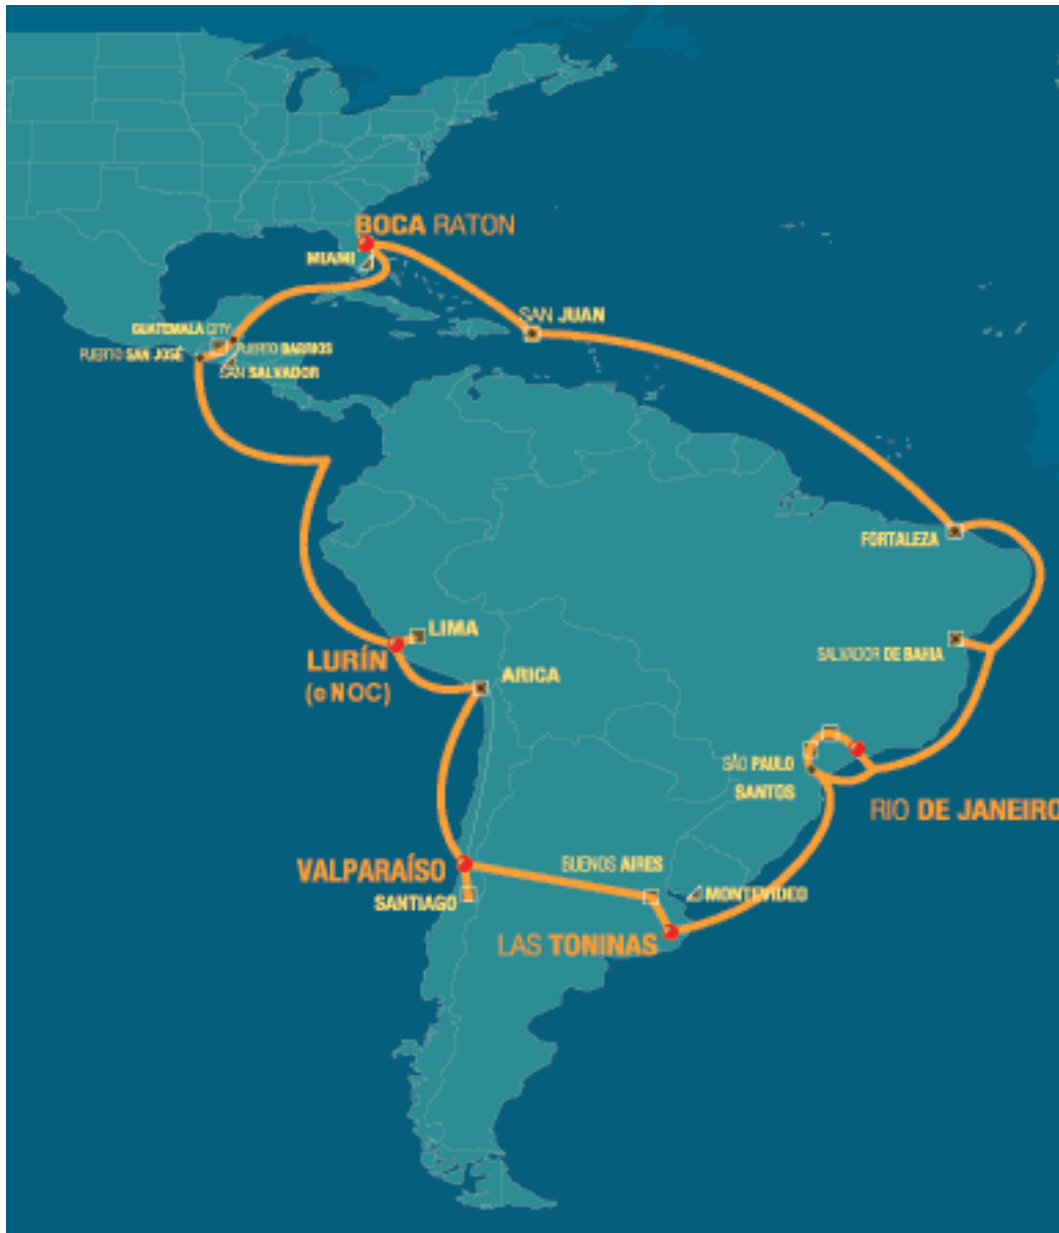 BOCA RATON
MIAMI
SAN JUAN
GUATEMALA CITY
PUERTO SAN JOSÉ
PUERTO BARRIOS
SAN SALVADOR
FORTALEZA
LIMA
SALVADOR DE BAHIA
LURÍN
(e NOC)
ARICA
SÃO PAULO
SANTOS
RIO DE JANEIRO
VALPARAÍSO
BUENOS AIRES
SANTIAGO
MONTEVIDEO
LAS TONINAS